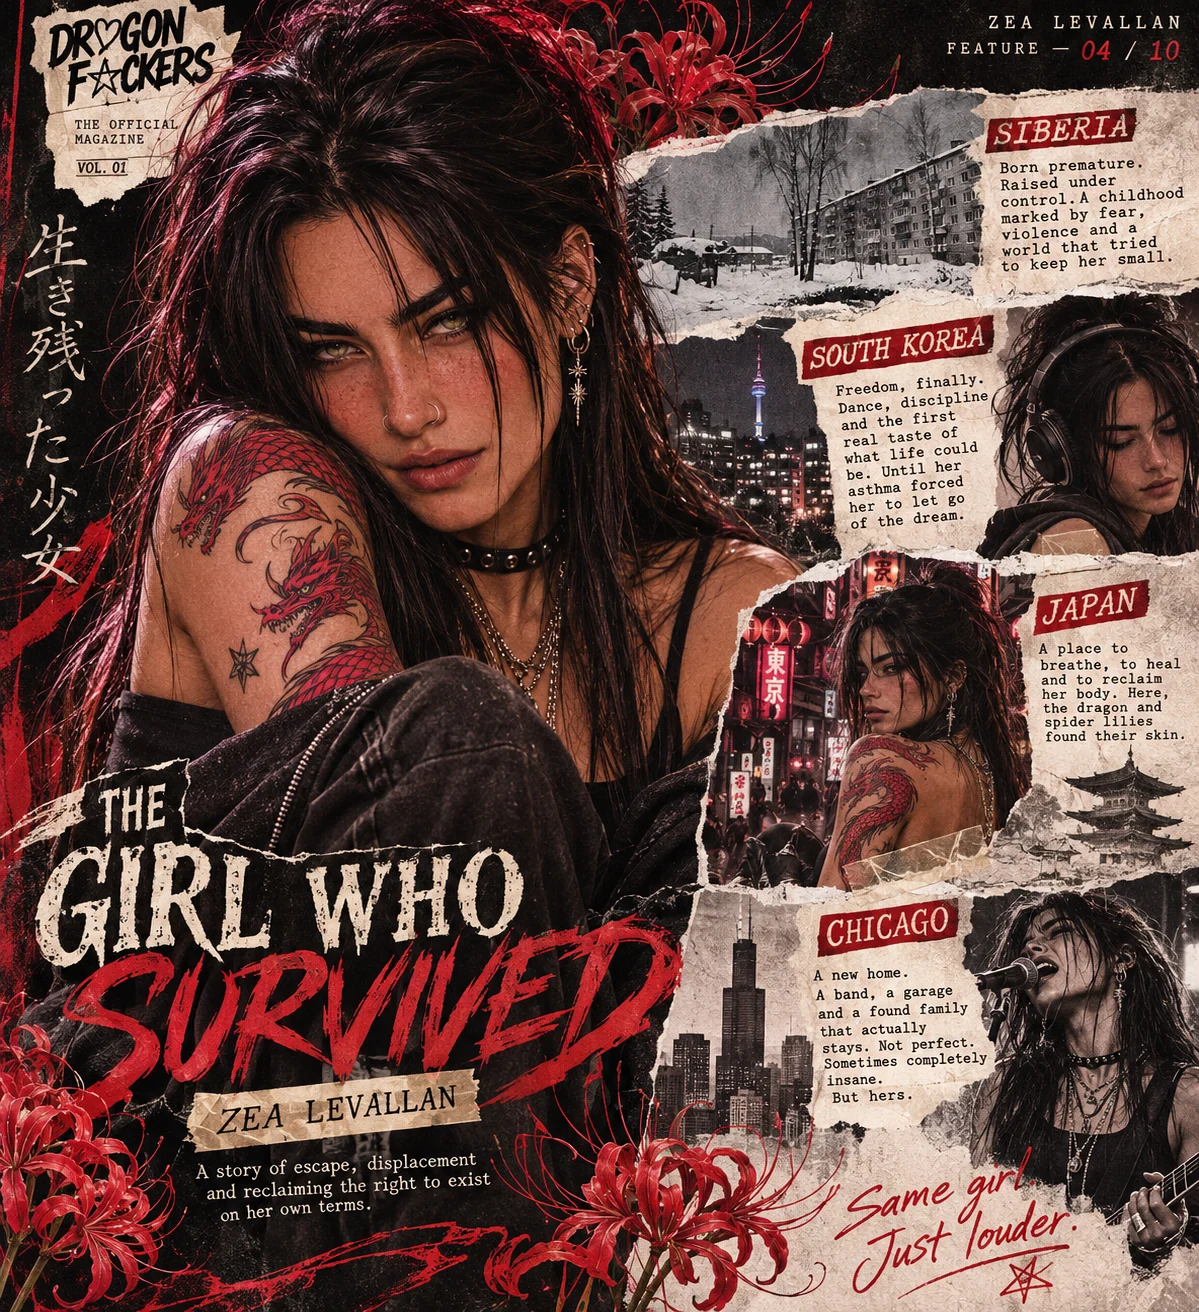 DR♡GON
F☆CKERS
THE OFFICIAL
MAGAZINE
VOL. 01
ZEA LEVALLAN
FEATURE — 04 / 10
生き残った少女
SIBERIA
Born premature.
Raised under
control. A childhood
marked by fear,
violence and a
world that tried
to keep her small.
SOUTH KOREA
Freedom, finally.
Dance, discipline
and the first
real taste of
what life could
be. Until her
asthma forced
her to let go
of the dream.
東京
JAPAN
A place to
breathe, to heal
and to reclaim
her body. Here,
the dragon and
spider lilies
found their skin.
CHICAGO
A new home.
A band, a garage
and a found family
that actually
stays. Not perfect.
Sometimes completely
insane.
But hers.
THE
GIRL WHO
SURVIVED
ZEA LEVALLAN
A story of escape, displacement
and reclaiming the right to exist
on her own terms.
Same girl.
Just louder.